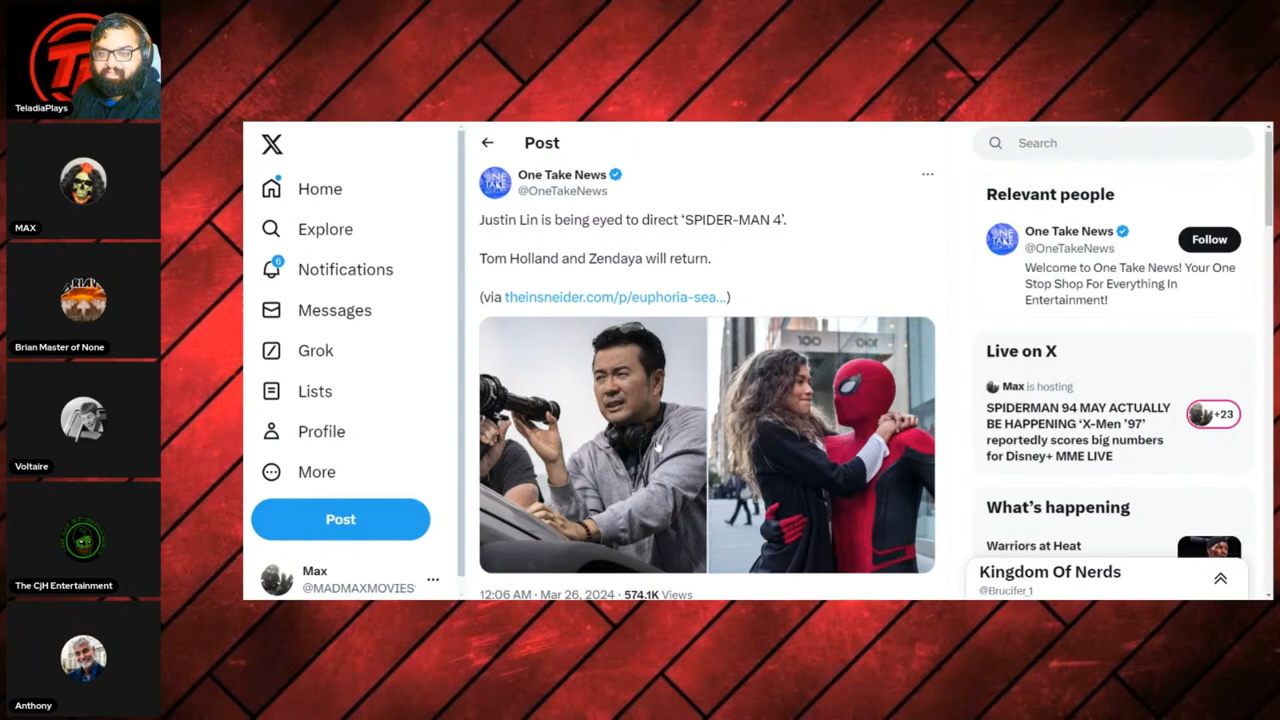 TeladiaPlays
MAX
Brian Master of None
Voltaire
The CjH Entertainment
Anthony
Home
Explore
6
Notifications
Messages
Grok
Lists
Profile
More
Post
Max
@MADMAXMOVIES
Post
One Take News
@OneTakeNews
Justin Lin is being eyed to direct ‘SPIDER-MAN 4’.
Tom Holland and Zendaya will return.
(via theinsneider.com/p/euphoria-sea…)
12:06 AM · Mar 26, 2024 · 574.1K Views
Search
Relevant people
One Take News
@OneTakeNews
Follow
Welcome to One Take News! Your One
Stop Shop For Everything In
Entertainment!
Live on X
Max is hosting
SPIDERMAN 94 MAY ACTUALLY
BE HAPPENING ‘X-Men ’97’
reportedly scores big numbers
for Disney+ MME LIVE
+23
What’s happening
Warriors at Heat
Kingdom Of Nerds
@Brucifer_1